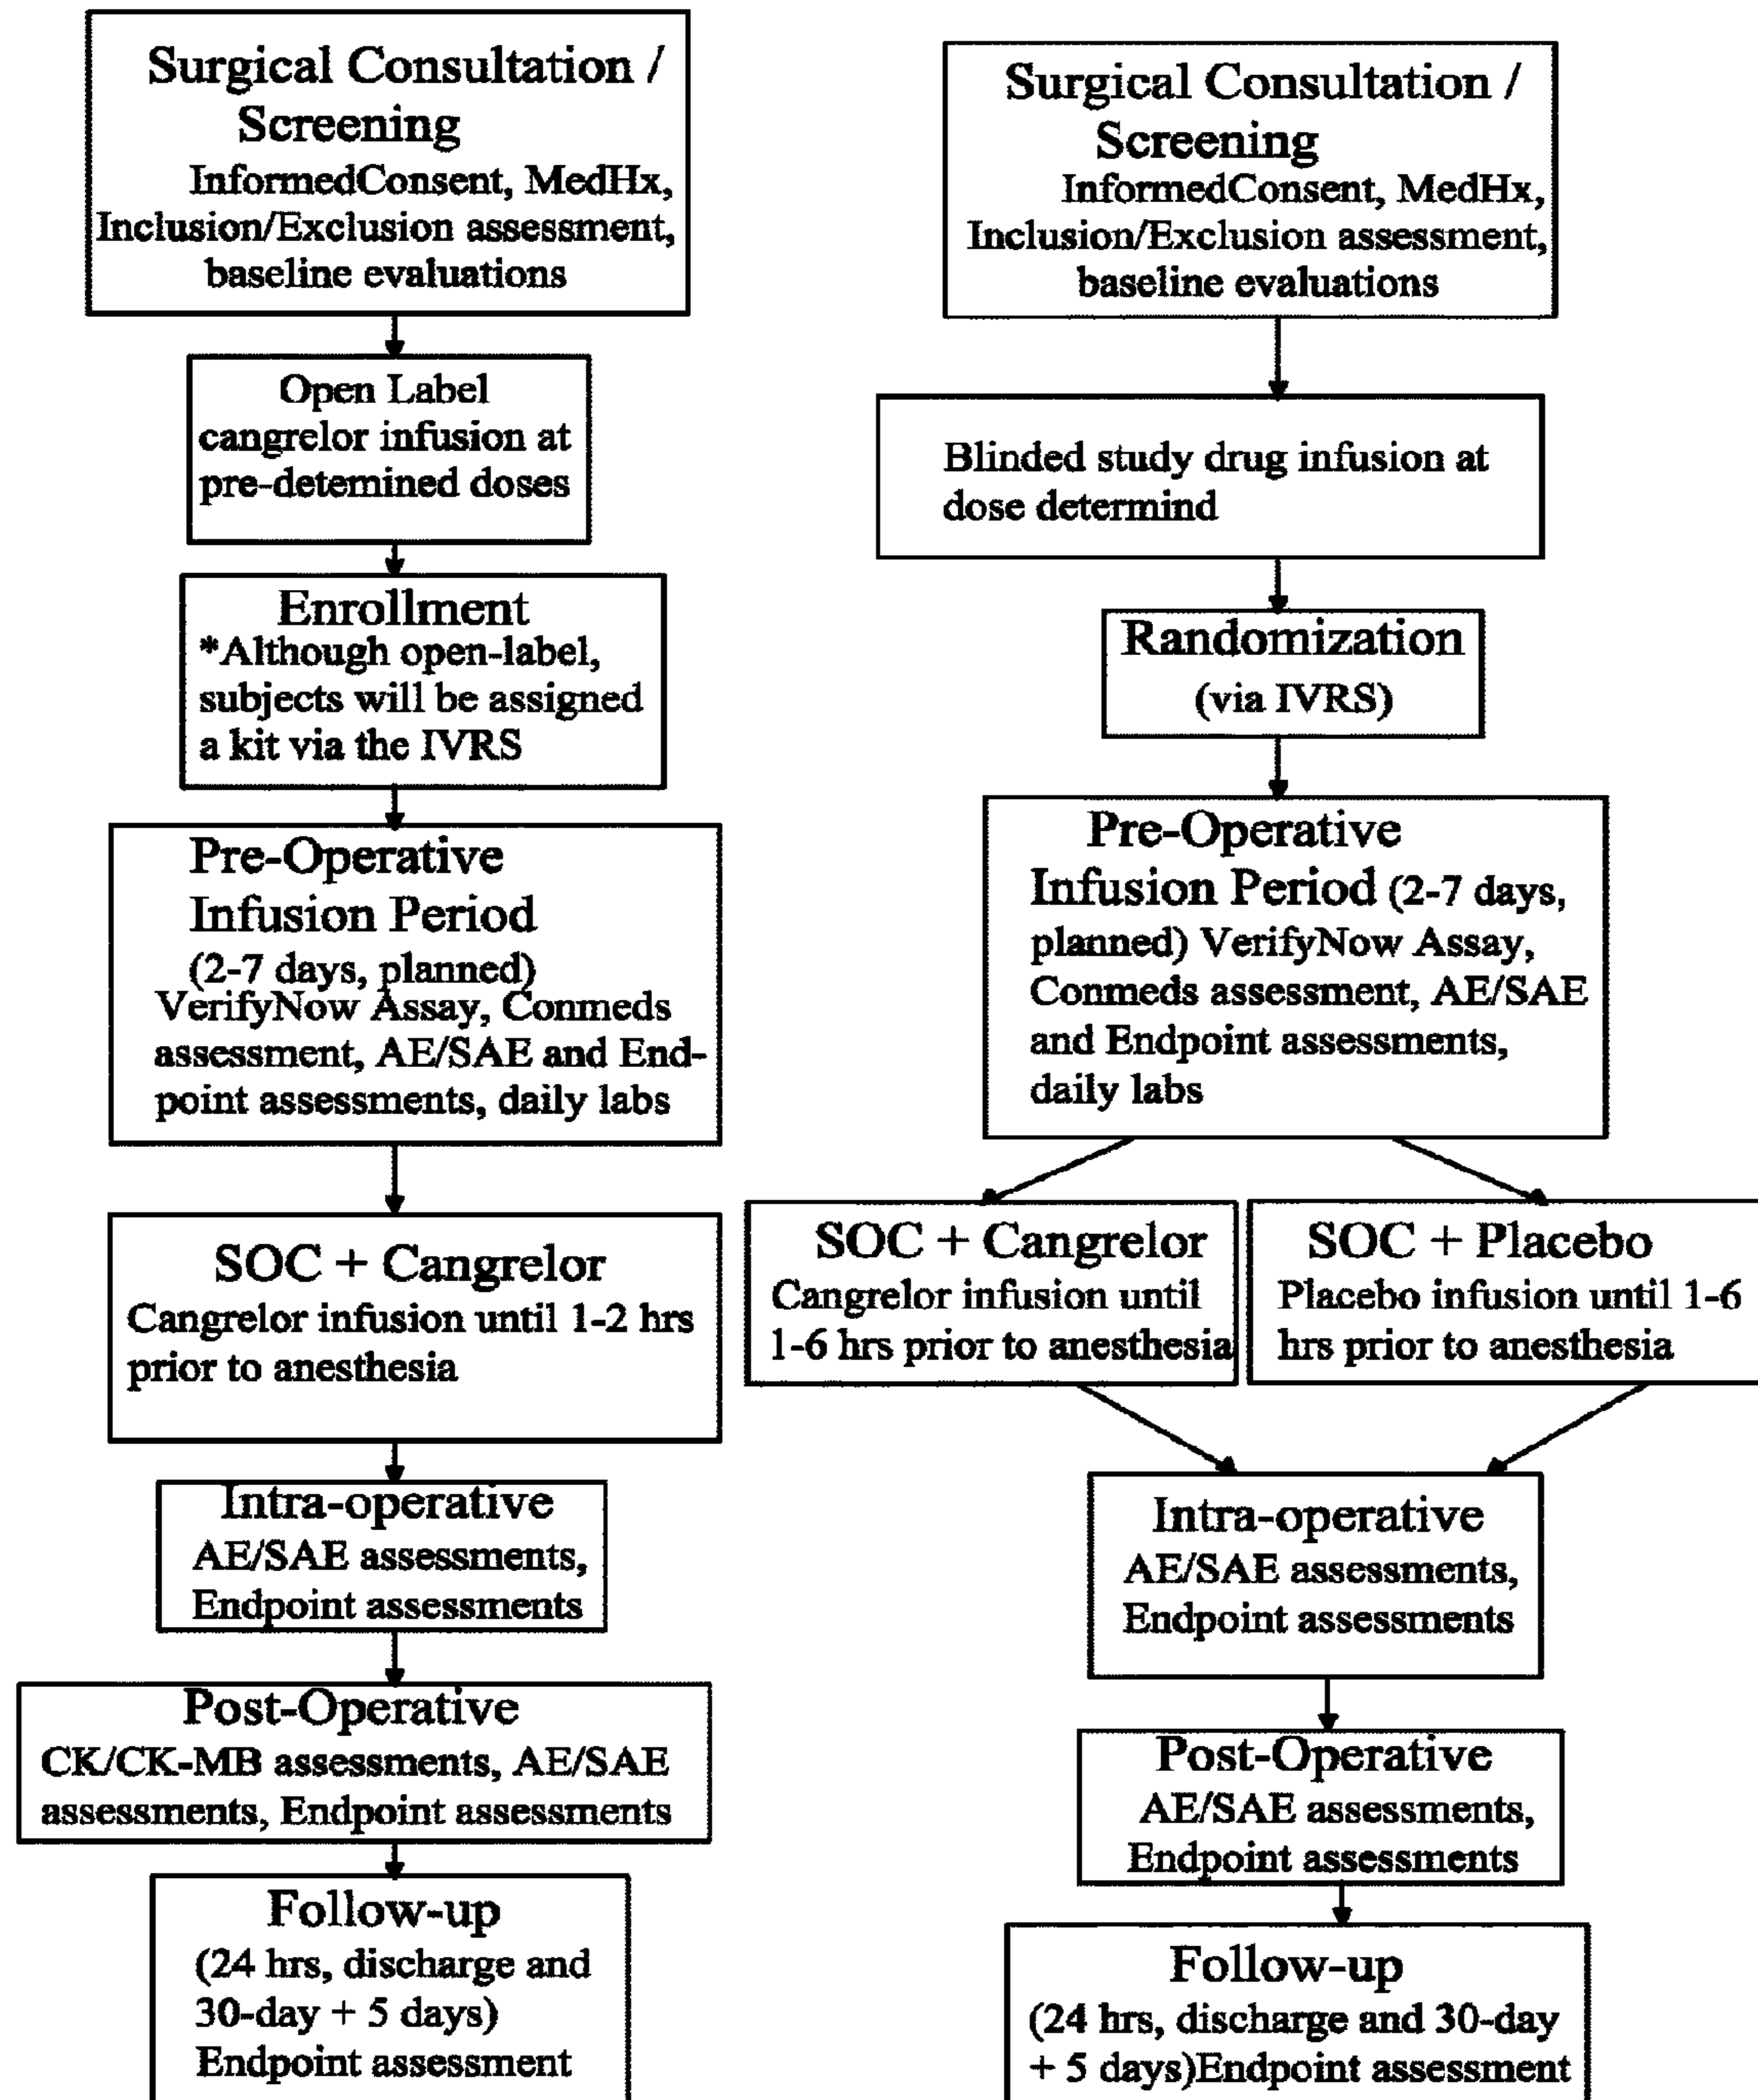 Surgical Consultation /
Screening
InformedConsent, MedHx,
Inclusion/Exclusion assessment,
baseline evaluations
Open Label
cangrelor infusion at
pre-detemined doses
Enrollment
*Although open-label,
subjects will be assigned
a kit via the IVRS
Pre-Operative
Infusion Period
(2-7 days, planned)
VerifyNow Assay, Conmeds
assessment, AE/SAE and End-
point assessments, daily labs
SOC + Cangrelor
Cangrelor infusion until 1-2 hrs
prior to anesthesia
Intra-operative
AE/SAE assessments,
Endpoint assessments
Post-Operative
CK/CK-MB assessments, AE/SAE
assessments, Endpoint assessments
Follow-up
(24 hrs, discharge and
30-day + 5 days)
Endpoint assessment
Surgical Consultation /
Screening
InformedConsent, MedHx,
Inclusion/Exclusion assessment,
baseline evaluations
Blinded study drug infusion at
dose determind
Randomization
(via IVRS)
Pre-Operative
Infusion Period (2-7 days,
planned) VerifyNow Assay,
Conmeds assessment, AE/SAE
and Endpoint assessments,
daily labs
SOC + Cangrelor
Cangrelor infusion until
1-6 hrs prior to anesthesia
SOC + Placebo
Placebo infusion until 1-6
hrs prior to anesthesia
Intra-operative
AE/SAE assessments,
Endpoint assessments
Post-Operative
AE/SAE assessments,
Endpoint assessments
Follow-up
(24 hrs, discharge and 30-day
+ 5 days)Endpoint assessment